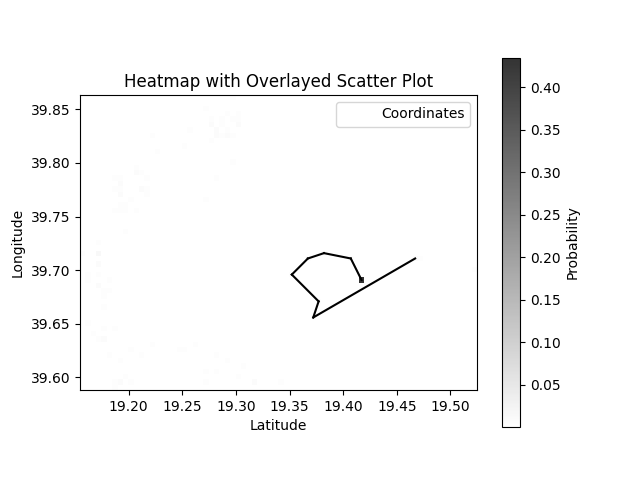 Heatmap with Overlayed Scatter Plot
Coordinates
39.85
39.80
39.75
39.70
39.65
39.60
Longitude
19.20 19.25 19.30 19.35 19.40 19.45 19.50
Latitude
0.40
0.35
0.30
0.25
0.20
0.15
0.10
0.05
Probability